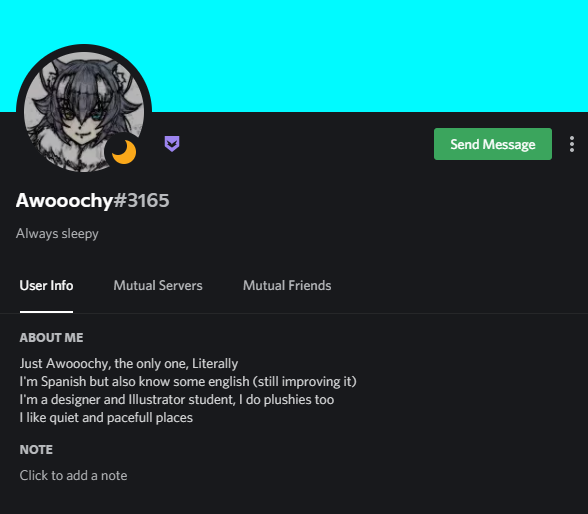 Send Message
Awooochy#3165
Always sleepy
User Info Mutual Servers Mutual Friends
ABOUT ME
Just Awooochy, the only one, Literally
I'm Spanish but also know some english (still improving it)
I'm a designer and Illustrator student, I do plushies too
I like quiet and pacefull places
NOTE
Click to add a note